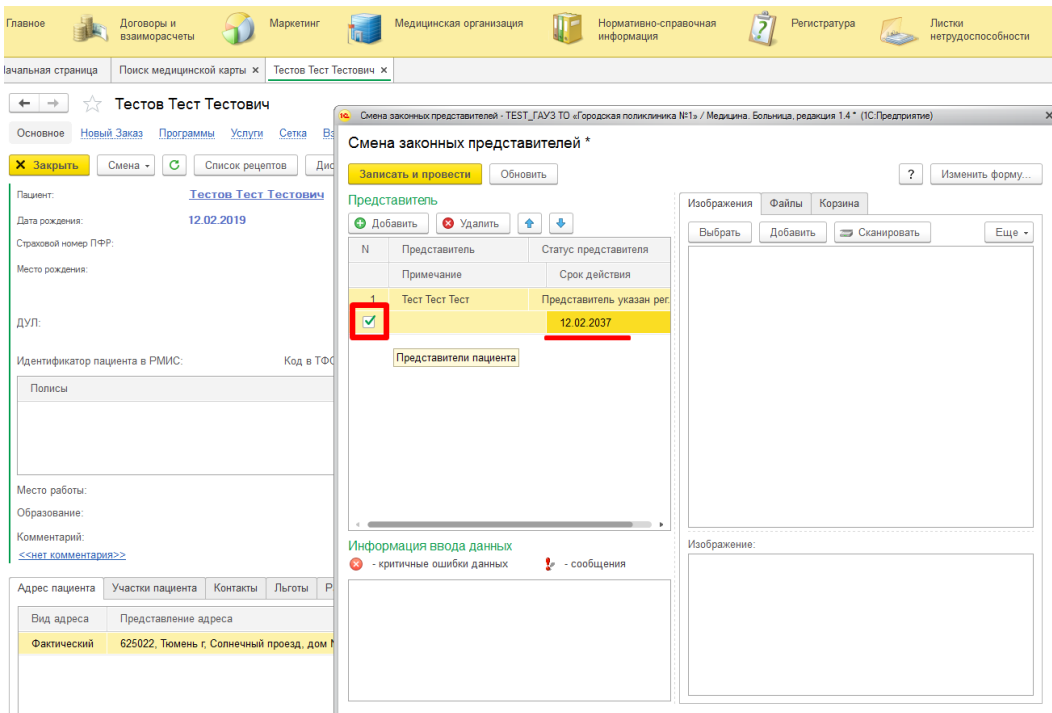 Главное
Договоры и взаиморасчеты
Маркетинг
Медицинская организация
Нормативно-справочная информация
Регистратура
Листки нетрудоспособности
Начальная страница
Поиск медицинской карты ×
Тестов Тест Тестович ×
Тестов Тест Тестович
Основное Новый Заказ Программы Услуги Сетка
Закрыть Смена Список рецептов
Пациент: Тестов Тест Тестович
Дата рождения: 12.02.2019
Страховой номер ПФР:
Место рождения:
ДУЛ:
Идентификатор пациента в РМИС: Код в ТФО
Полисы
Место работы:
Образование:
Комментарий:
<<нет комментария>>
Адрес пациента Участки пациента Контакты Льготы Р
Вид адреса Представление адреса
Фактический 625022, Тюмень г, Солнечный проезд, дом №
Смена законных представителей - TEST_ГАУЗ ТО «Городская поликлиника №1» / Медицина. Больница, редакция 1.4 * (1С:Предприятие)
Смена законных представителей *
Записать и провести Обновить ? Изменить форму...
Представитель
Добавить Удалить
N Представитель Статус представителя
Примечание Срок действия
1 Тест Тест Тест Представитель указан рег.
12.02.2037
Представители пациента
Информация ввода данных
- критичные ошибки данных - сообщения
Изображения Файлы Корзина
Выбрать Добавить Сканировать Еще
Изображение: